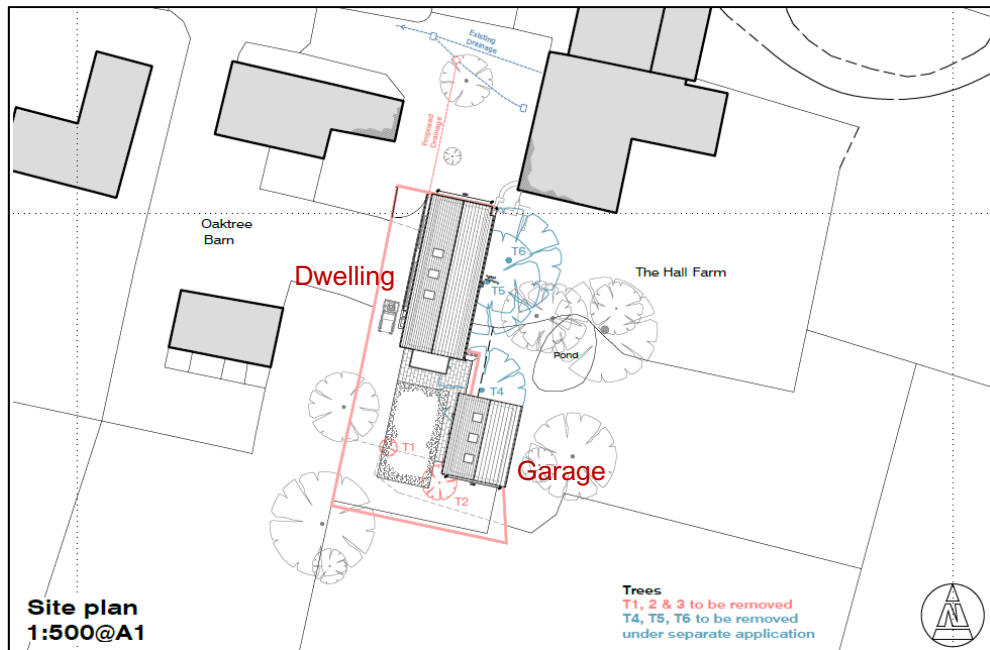 Existing
Drainage
Proposed
Drainage
Oaktree
Barn
Dwelling
T6
The Hall Farm
T5
Pond
T4
T1
Garage
T2
Trees
T1, 2 & 3 to be removed
T4, T5, T6 to be removed
under separate application
Site plan
1:500@A1
N